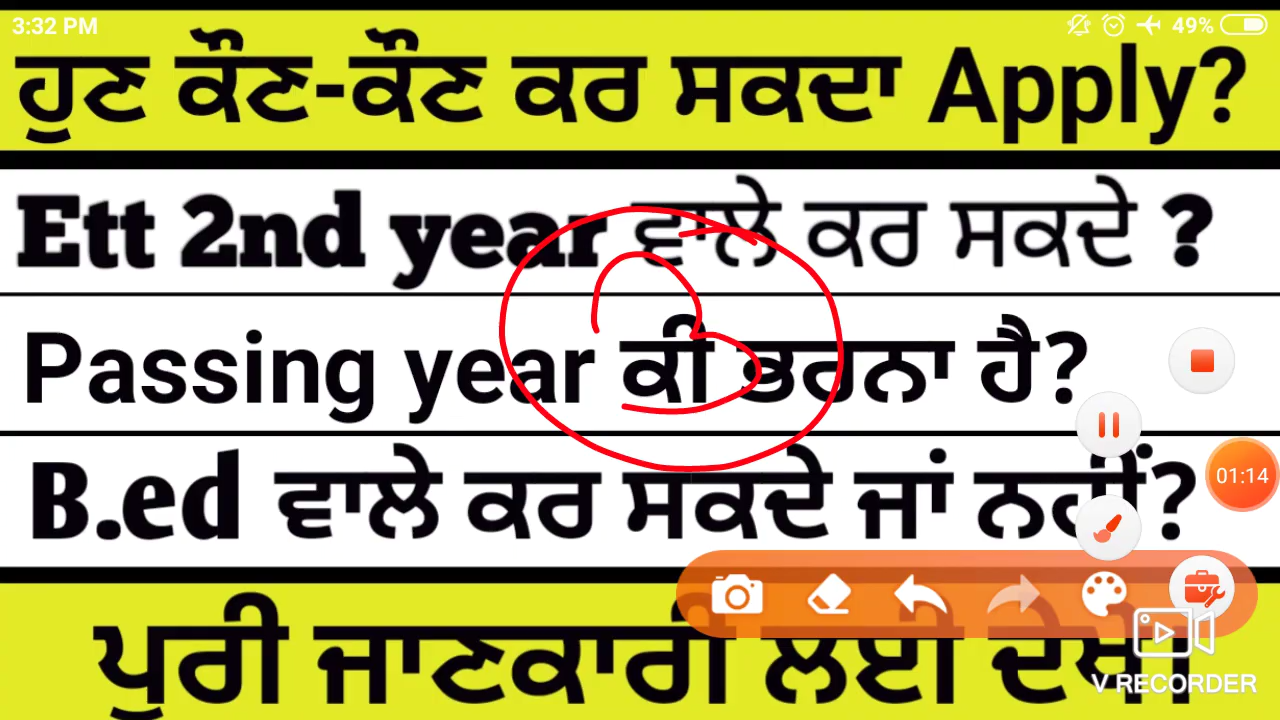 3:32 PM 49%
ਹੁਣ ਕੌਣ-ਕੌਣ ਕਰ ਸਕਦਾ Apply?
Ett 2nd year ਵਾਲੇ ਕਰ ਸਕਦੇ ?
Passing year ਕੀ ਭਰਨਾ ਹੈ?
B.ed ਵਾਲੇ ਕਰ ਸਕਦੇ ਜਾਂ ਨਹੀਂ?
01:14
ਪੁਰੀ ਜਾਣਕਾਰੀ ਲਈ ਦੇਖੋ
V RECORDER